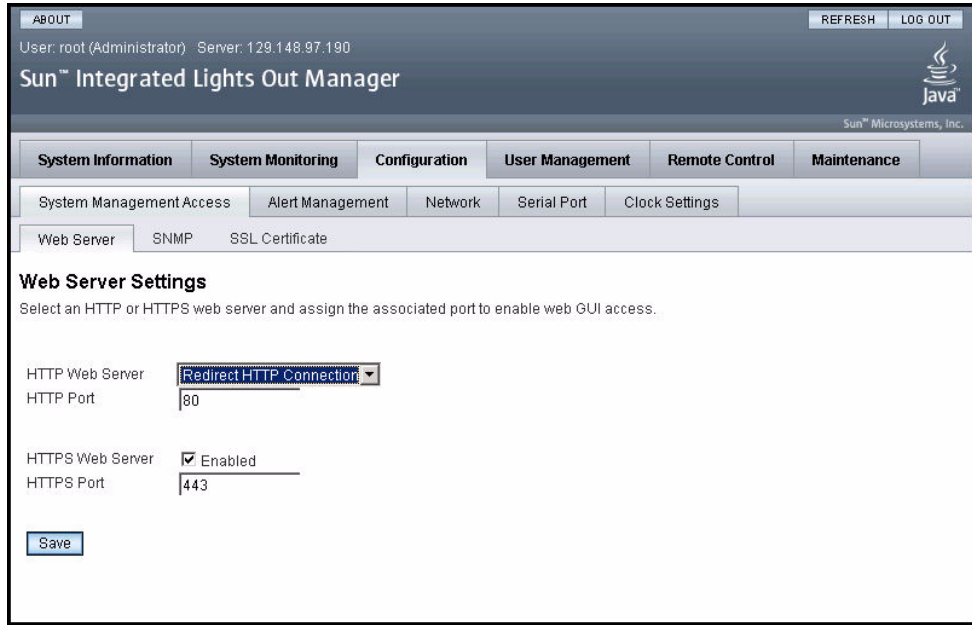 ABOUT
REFRESH LOG OUT
User: root (Administrator) Server: 129.148.97.190
Sun™ Integrated Lights Out Manager
Java™
Sun™ Microsystems, Inc.
System Information System Monitoring Configuration User Management Remote Control Maintenance
System Management Access Alert Management Network Serial Port Clock Settings
Web Server SNMP SSL Certificate
Web Server Settings
Select an HTTP or HTTPS web server and assign the associated port to enable web GUI access.
HTTP Web Server Redirect HTTP Connection
HTTP Port 80
HTTPS Web Server Enabled
HTTPS Port 443
Save